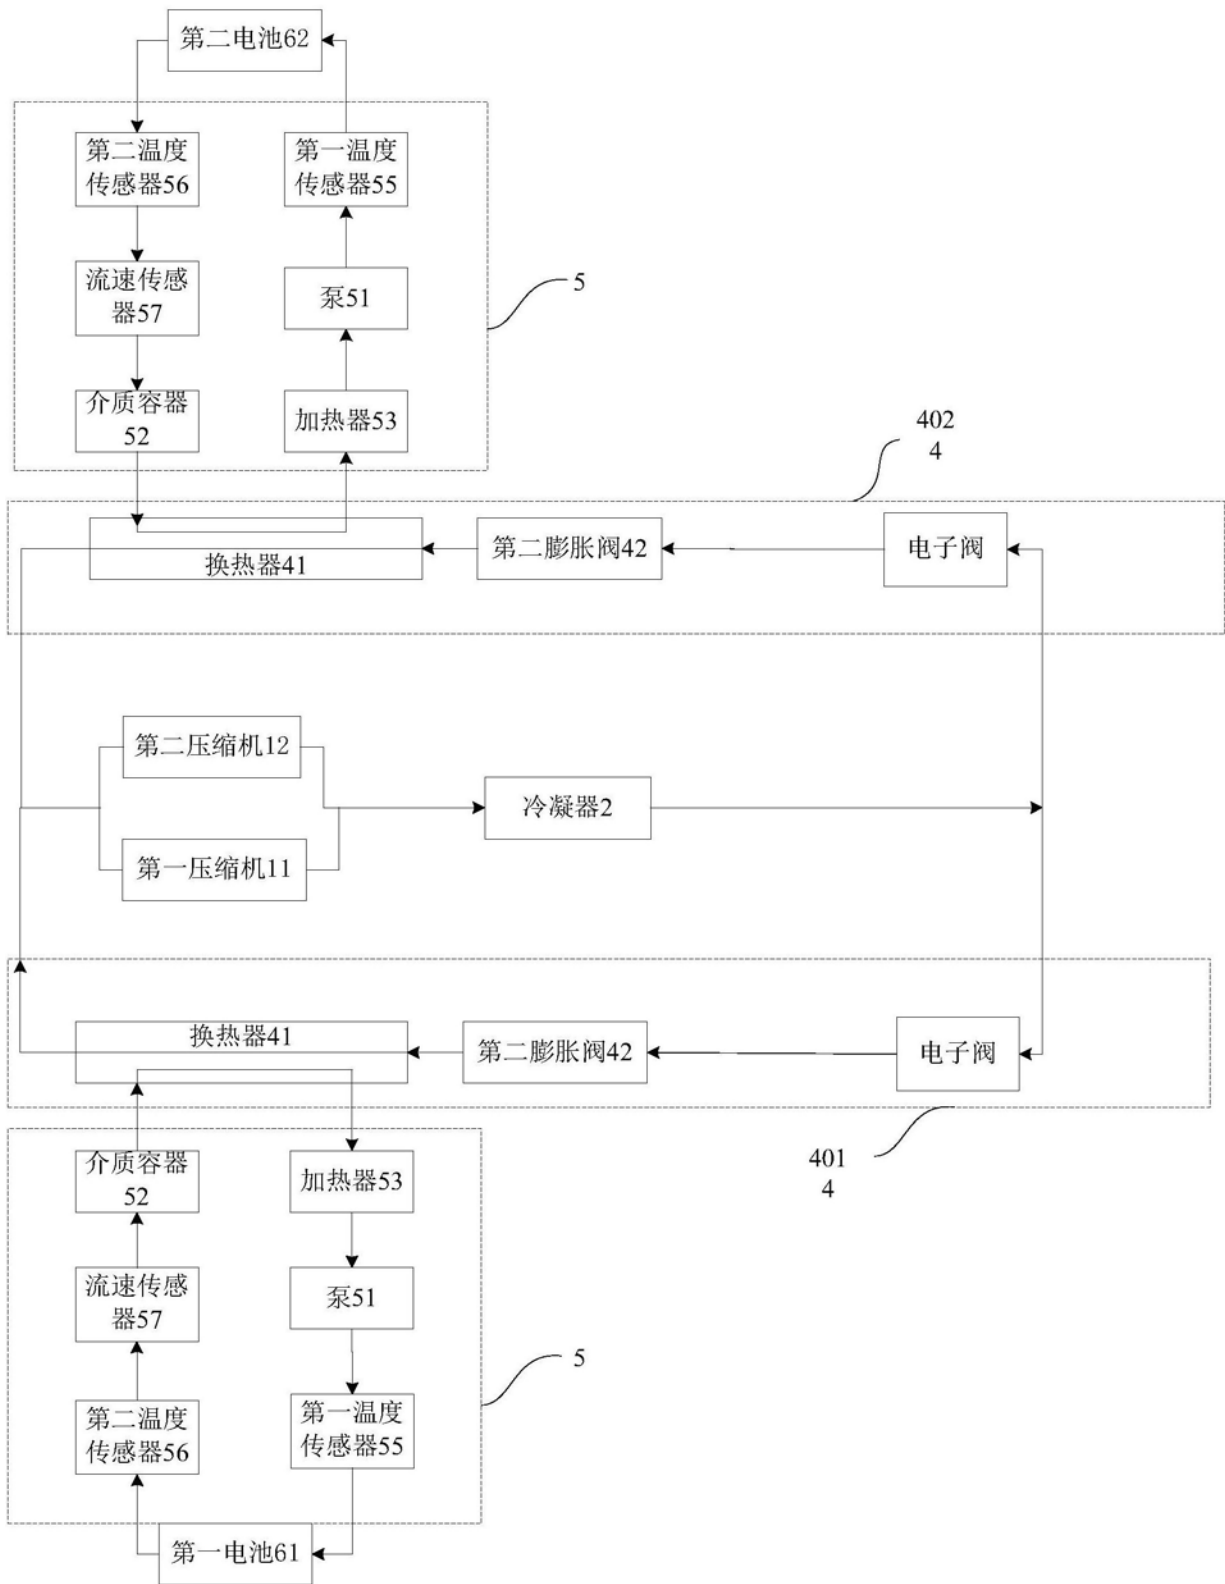 第二电池62
第二温度
传感器56
第一温度
传感器55
流速传感
器57
泵51
5
介质容器
52
加热器53
402
4
换热器41
第二膨胀阀42
电子阀
第二压缩机12
冷凝器2
第一压缩机11
换热器41
第二膨胀阀42
电子阀
401
4
介质容器
52
加热器53
流速传感
器57
泵51
5
第二温度
传感器56
第一温度
传感器55
第一电池61